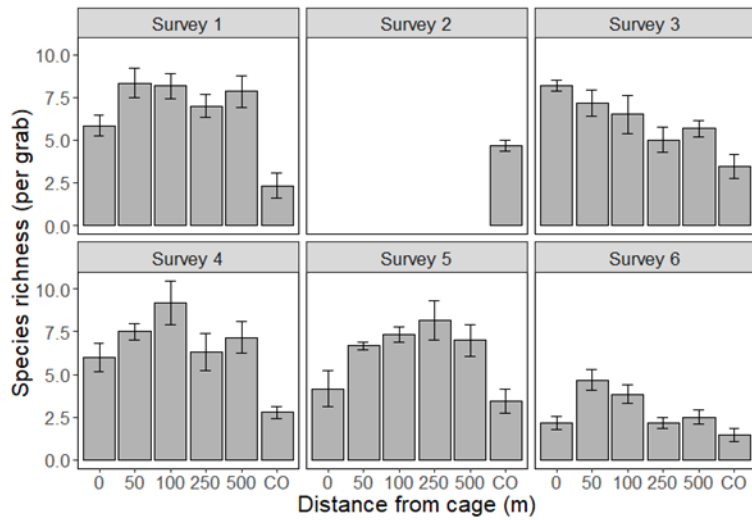 Survey 1 Survey 2 Survey 3
10.0
7.5
5.0
2.5
0.0
Survey 4 Survey 5 Survey 6
10.0
7.5
5.0
2.5
0.0
0 50 100 250 500 CO 0 50 100 250 500 CO 0 50 100 250 500 CO
Distance from cage (m)
Species richness (per grab)